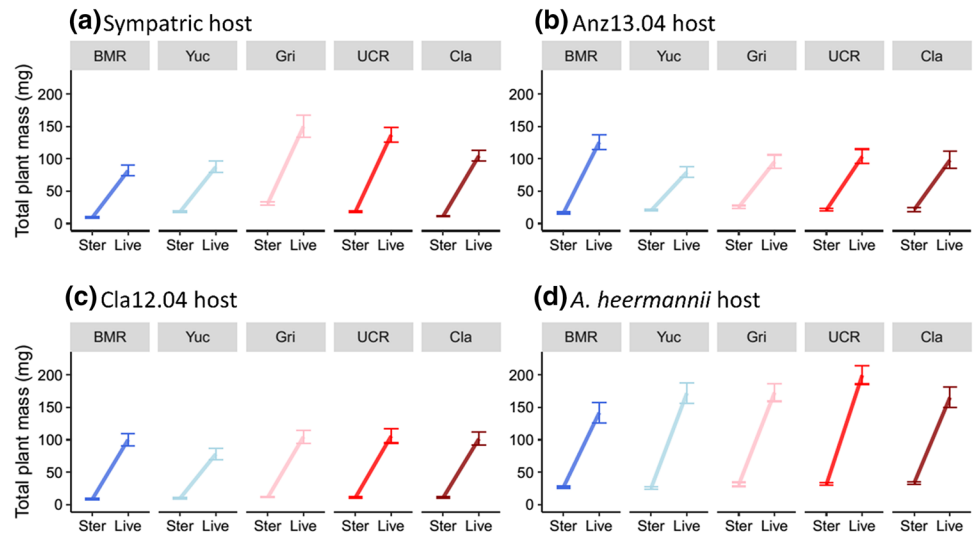 (a) Sympatric host
BMR Yuc Gri UCR Cla
Total plant mass (mg)
200
150
100
50
0
Ster Live Ster Live Ster Live Ster Live Ster Live
(b) Anz13.04 host
BMR Yuc Gri UCR Cla
200
150
100
50
0
Ster Live Ster Live Ster Live Ster Live Ster Live
(c) Cla12.04 host
BMR Yuc Gri UCR Cla
Total plant mass (mg)
200
150
100
50
0
Ster Live Ster Live Ster Live Ster Live Ster Live
(d) A. heermannii host
BMR Yuc Gri UCR Cla
200
150
100
50
0
Ster Live Ster Live Ster Live Ster Live Ster Live